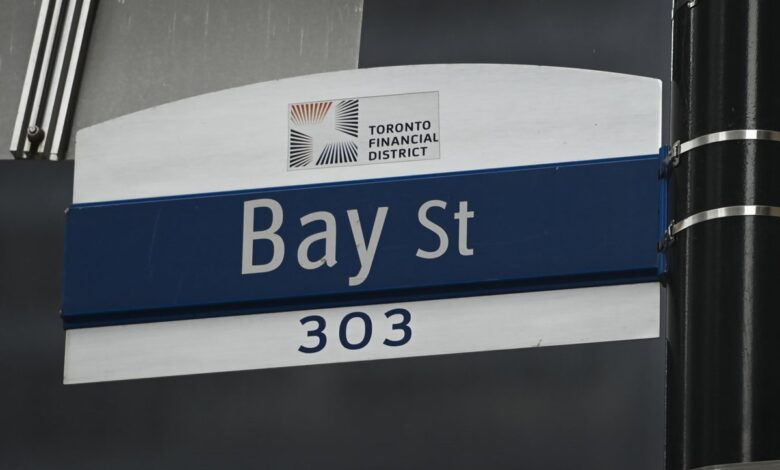 TORONTO
FINANCIAL
DISTRICT
Bay St
303